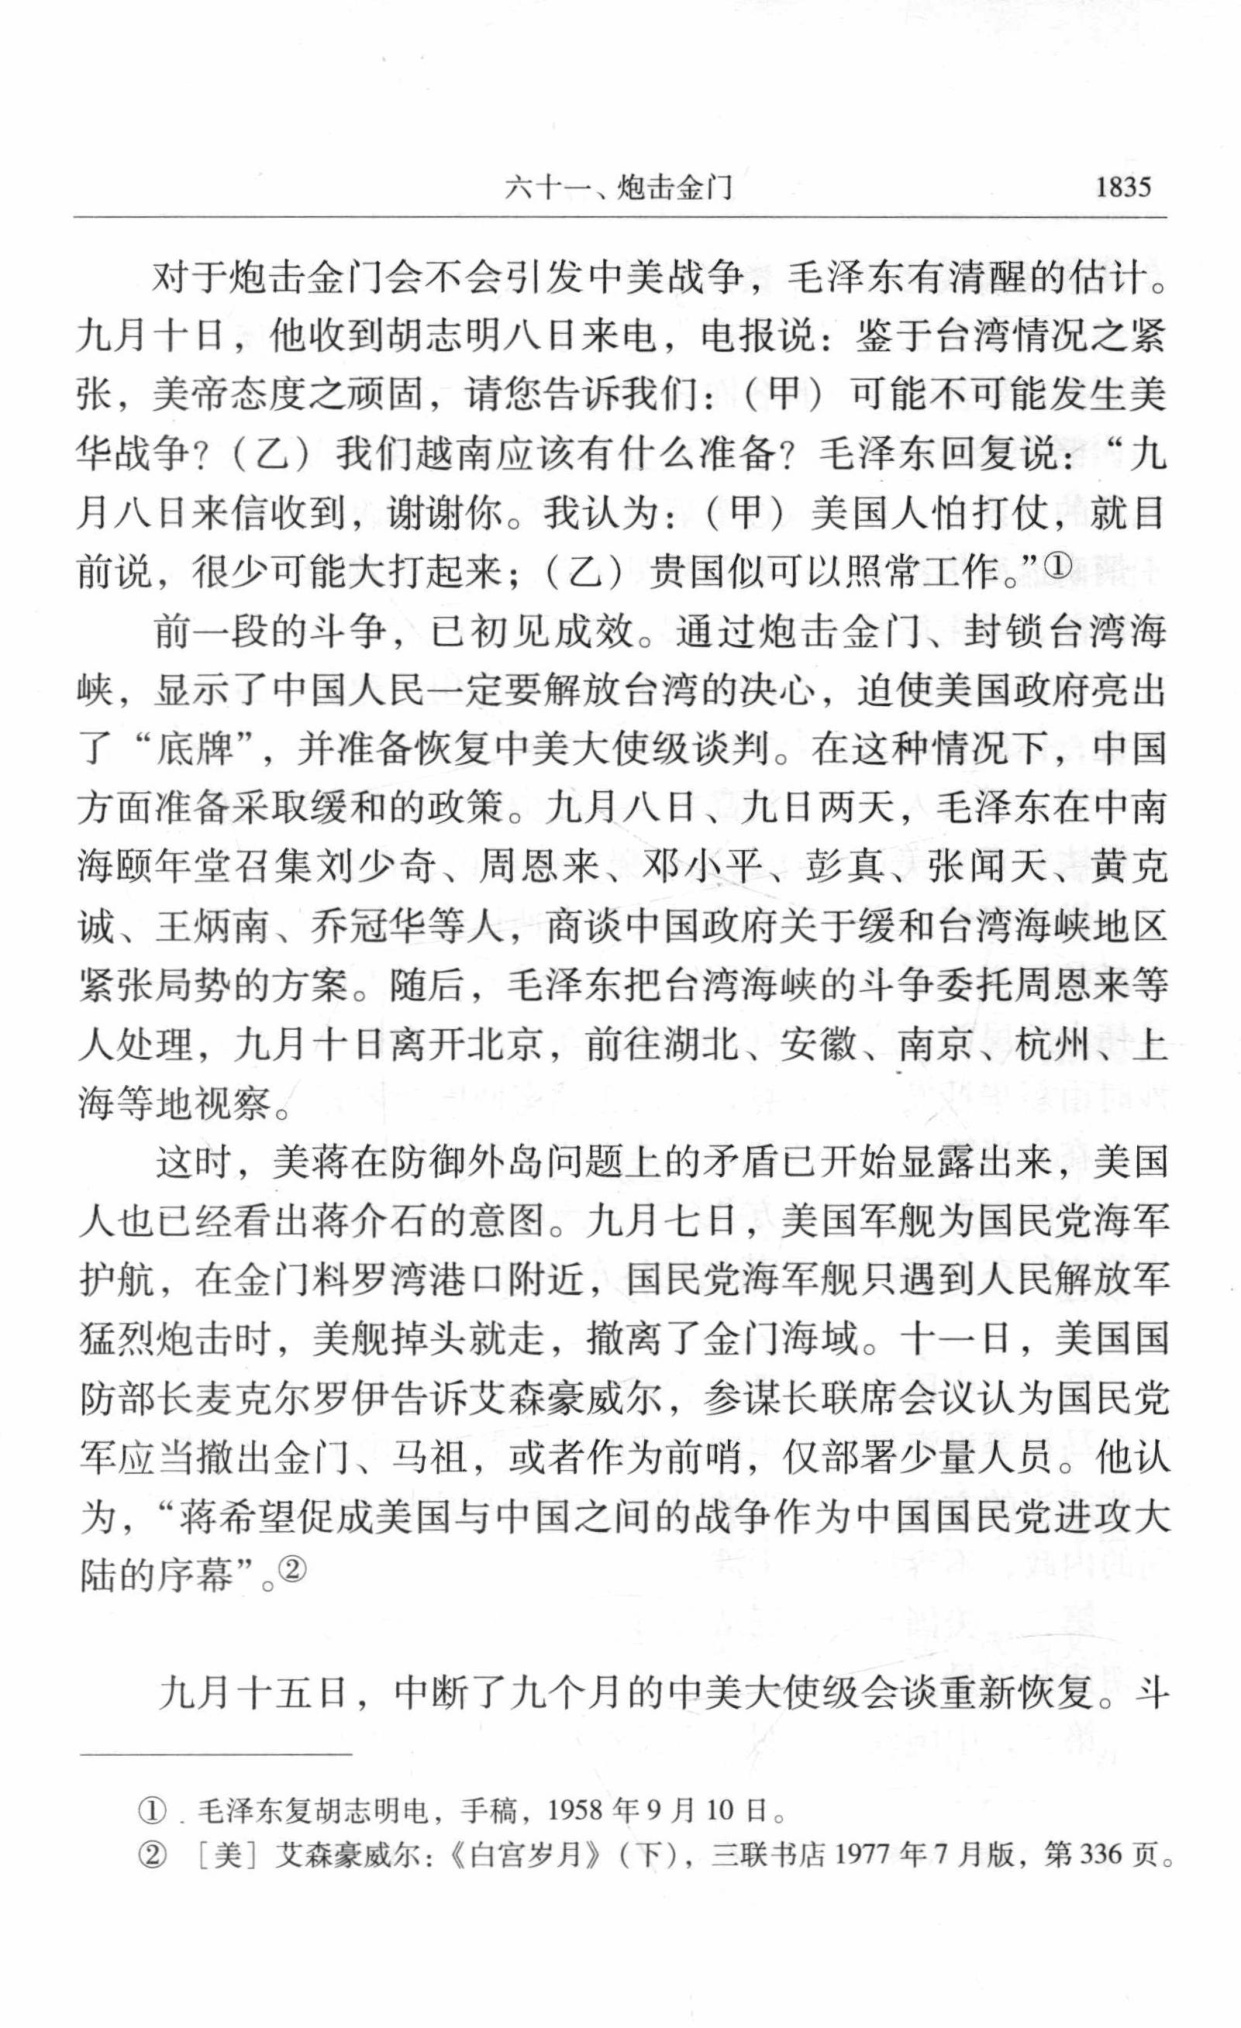 六十一、炮击金门 1835
对于炮击金门会不会引发中美战争，毛泽东有清醒的估计。
九月十日，他收到胡志明八日来电，电报说：鉴于台湾情况之紧
张，美帝态度之顽固，请您告诉我们：（甲）可能不可能发生美
华战争？（乙）我们越南应该有什么准备？毛泽东回复说：“九
月八日来信收到，谢谢你。我认为：（甲）美国人怕打仗，就目
前说，很少可能大打起来；（乙）贵国似可以照常工作。”①
前一段的斗争，已初见成效。通过炮击金门、封锁台湾海
峡，显示了中国人民一定要解放台湾的决心，迫使美国政府亮出
了“底牌”，并准备恢复中美大使级谈判。在这种情况下，中国
方面准备采取缓和的政策。九月八日、九日两天，毛泽东在中南
海颐年堂召集刘少奇、周恩来、邓小平、彭真、张闻天、黄克
诚、王炳南、乔冠华等人，商谈中国政府关于缓和台湾海峡地区
紧张局势的方案。随后，毛泽东把台湾海峡的斗争委托周恩来等
人处理，九月十日离开北京，前往湖北、安徽、南京、杭州、上
海等地视察。
这时，美蒋在防御外岛问题上的矛盾已开始显露出来，美国
人也已经看出蒋介石的意图。九月七日，美国军舰为国民党海军
护航，在金门料罗湾港口附近，国民党海军舰只遇到人民解放军
猛烈炮击时，美舰掉头就走，撤离了金门海域。十一日，美国国
防部长麦克尔罗伊告诉艾森豪威尔，参谋长联席会议认为国民党
军应当撤出金门、马祖，或者作为前哨，仅部署少量人员。他认
为，“蒋希望促成美国与中国之间的战争作为中国国民党进攻大
陆的序幕”。②
九月十五日，中断了九个月的中美大使级会谈重新恢复。斗
① 毛泽东复胡志明电，手稿，1958年9月10日。
② ［美］艾森豪威尔：《白宫岁月》（下），三联书店1977年7月版，第336页。